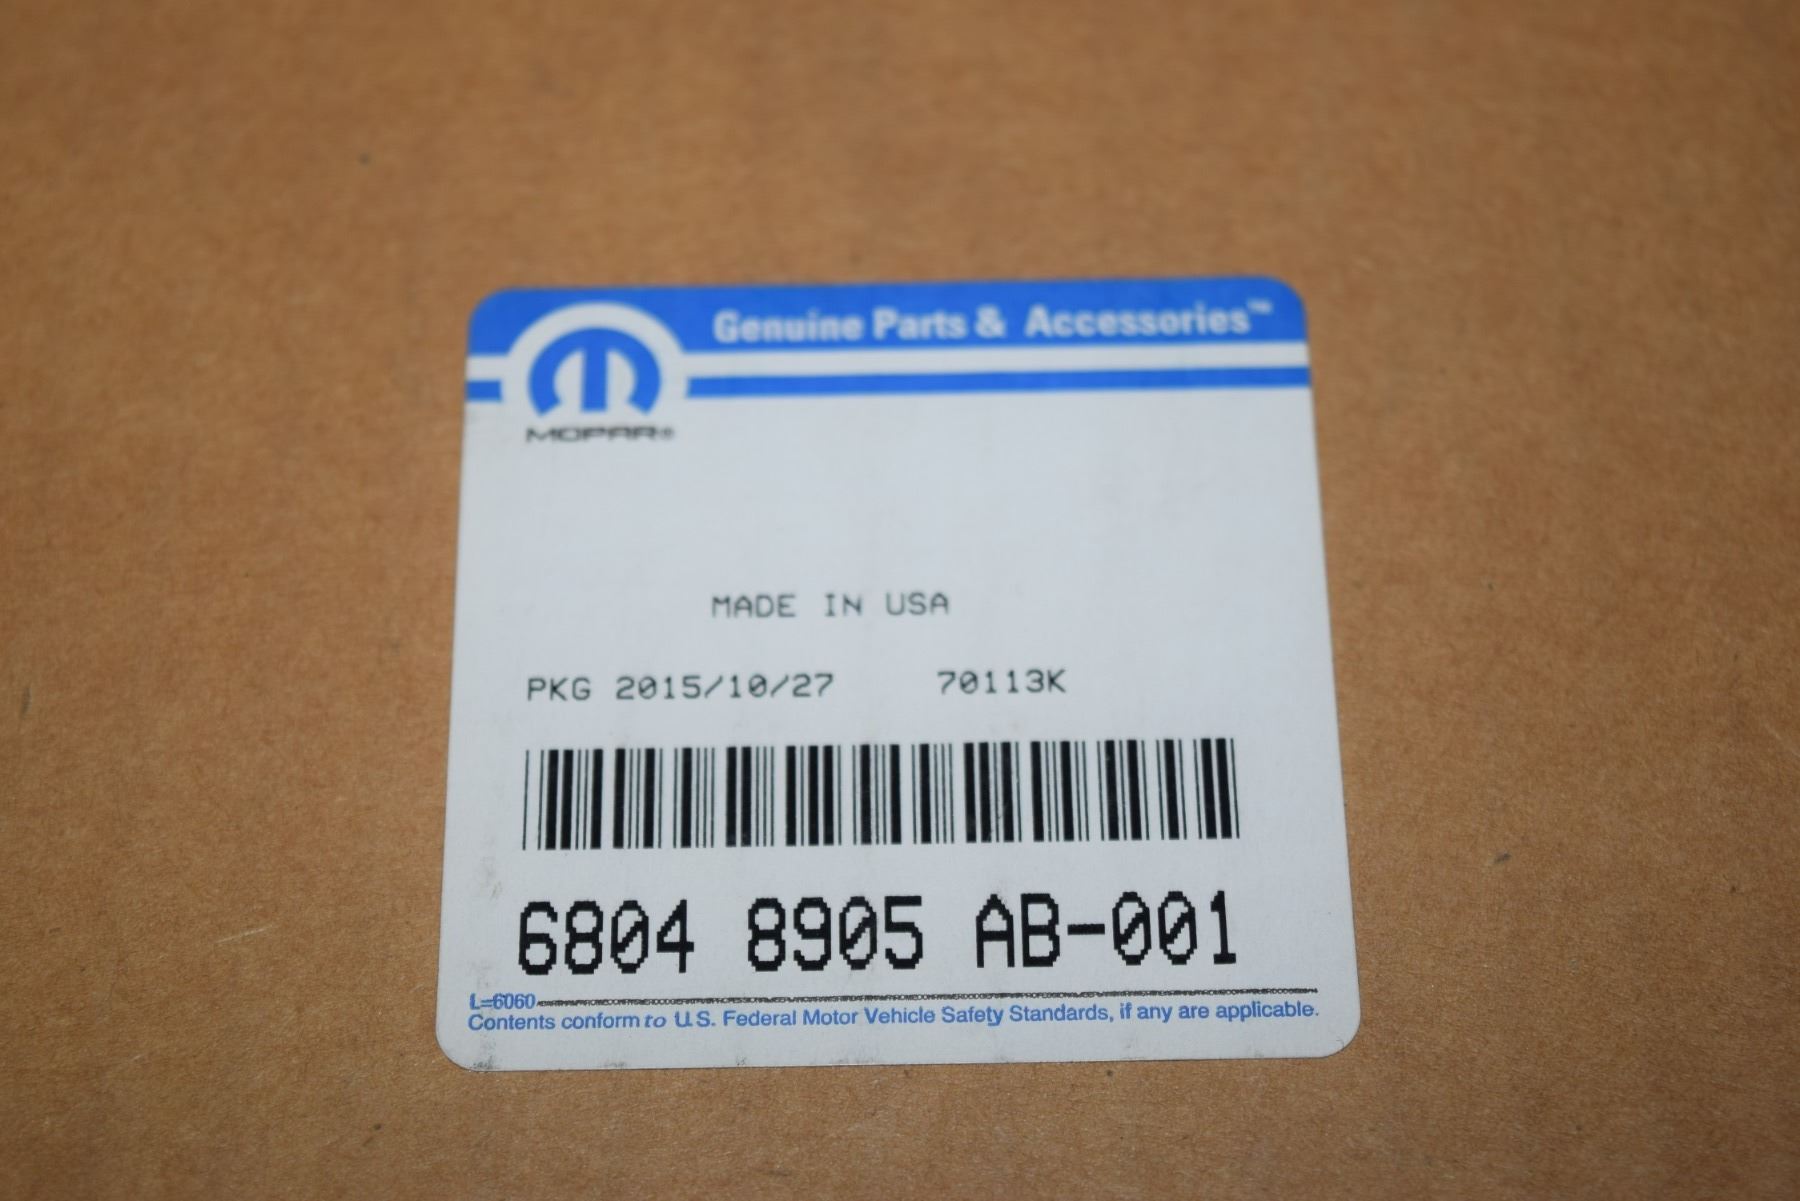 Genuine Parts & Accessories™
MOPAR®
MADE IN USA
PKG 2015/10/27 70113K
6804 8905 AB-001
L=6060
Contents conform to U.S. Federal Motor Vehicle Safety Standards, if any are applicable.